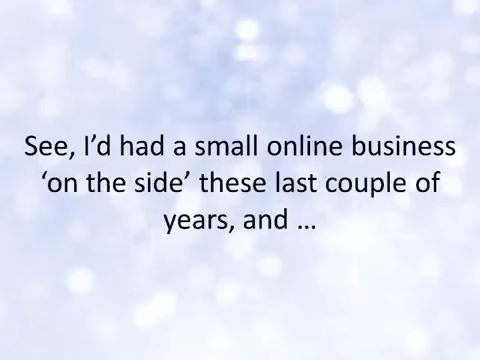 See, I’d had a small online business
‘on the side’ these last couple of
years, and …